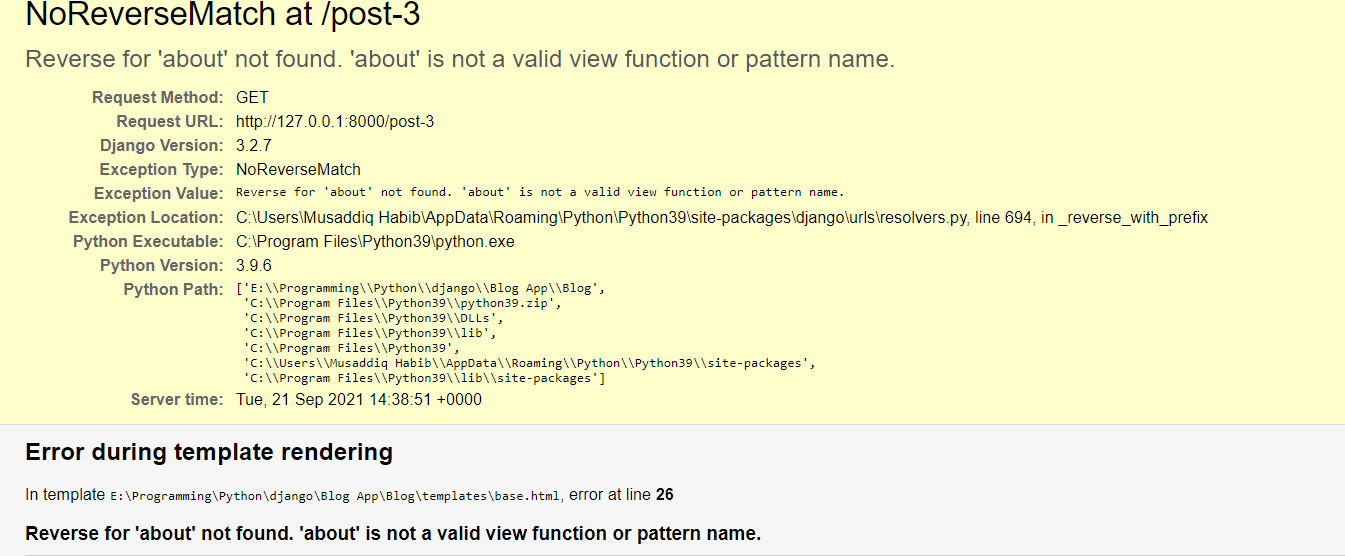 NoReverseMatch at /post-3
Reverse for 'about' not found. 'about' is not a valid view function or pattern name.
Request Method: GET
Request URL: http://127.0.0.1:8000/post-3
Django Version: 3.2.7
Exception Type: NoReverseMatch
Exception Value: Reverse for 'about' not found. 'about' is not a valid view function or pattern name.
Exception Location: C:\Users\Musaddiq Habib\AppData\Roaming\Python\Python39\site-packages\django\urls\resolvers.py, line 694, in _reverse_with_prefix
Python Executable: C:\Program Files\Python39\python.exe
Python Version: 3.9.6
Python Path: ['E:\\Programming\\Python\\django\\Blog App\\Blog',
'C:\\Program Files\\Python39\\python39.zip',
'C:\\Program Files\\Python39\\DLLs',
'C:\\Program Files\\Python39\\lib',
'C:\\Program Files\\Python39',
'C:\\Users\\Musaddiq Habib\\AppData\\Roaming\\Python\\Python39\\site-packages',
'C:\\Program Files\\Python39\\lib\\site-packages']
Server time: Tue, 21 Sep 2021 14:38:51 +0000
Error during template rendering
In template E:\Programming\Python\django\Blog App\Blog\templates\base.html, error at line 26
Reverse for 'about' not found. 'about' is not a valid view function or pattern name.